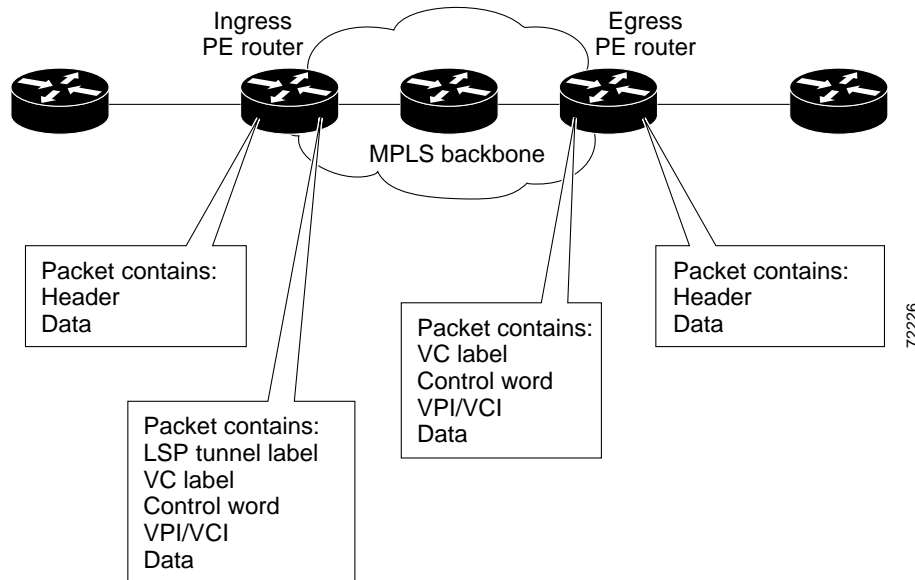 Ingress
PE router
Egress
PE router
MPLS backbone
Packet contains:
Header
Data
Packet contains:
LSP tunnel label
VC label
Control word
VPI/VCI
Data
Packet contains:
VC label
Control word
VPI/VCI
Data
Packet contains:
Header
Data
72226